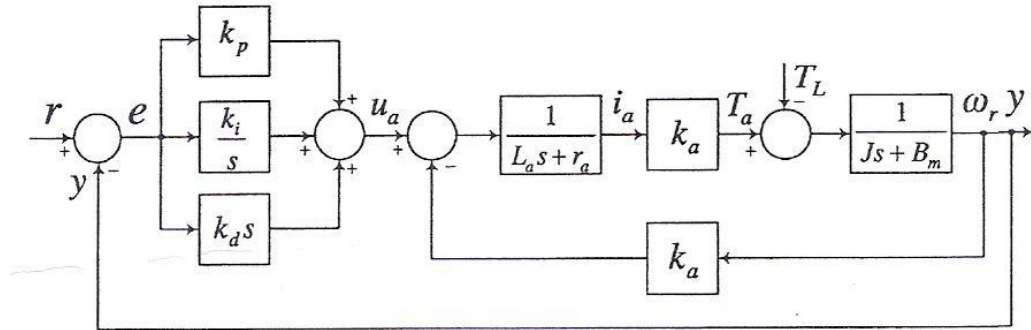 k_p
r
e
k_i
s
u_a
y
k_d s
+
-
+
+
+
+
-
1
L_a s + r_a
i_a
k_a
T_a
T_L
-
+
1
Js + B_m
ω_r
y
k_a